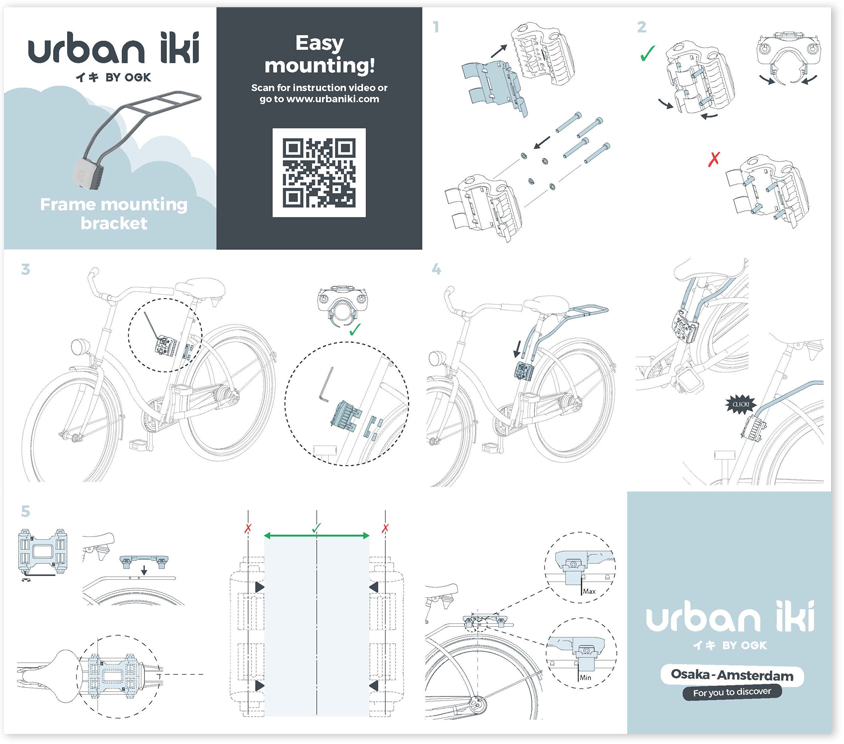 urban iki
イキ BY OGK
Frame mounting
bracket
Easy
mounting!
Scan for instruction video or
go to www.urbaniki.com
1
2
3
4
CLICK!
5
Max
Min
urban iki
イキ BY OGK
Osaka-Amsterdam
For you to discover